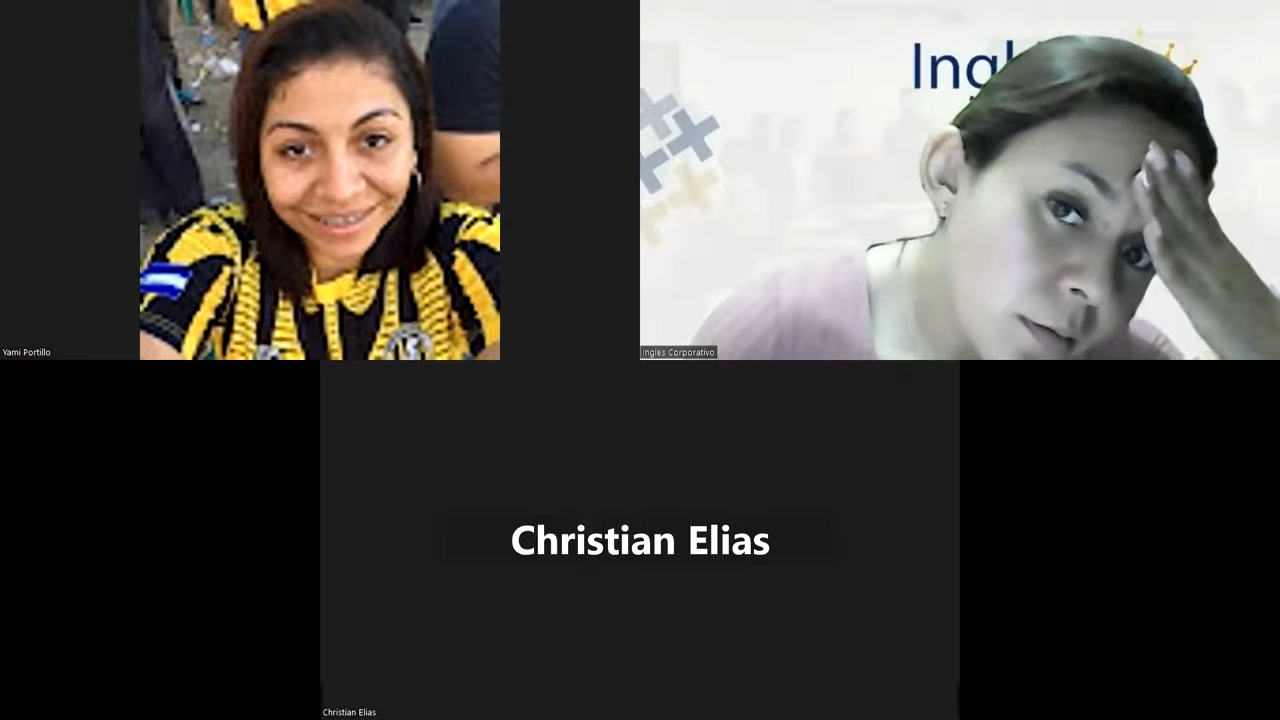 Ingl
Yami Portillo
Ingles Corporativo
Christian Elias
Christian Elias